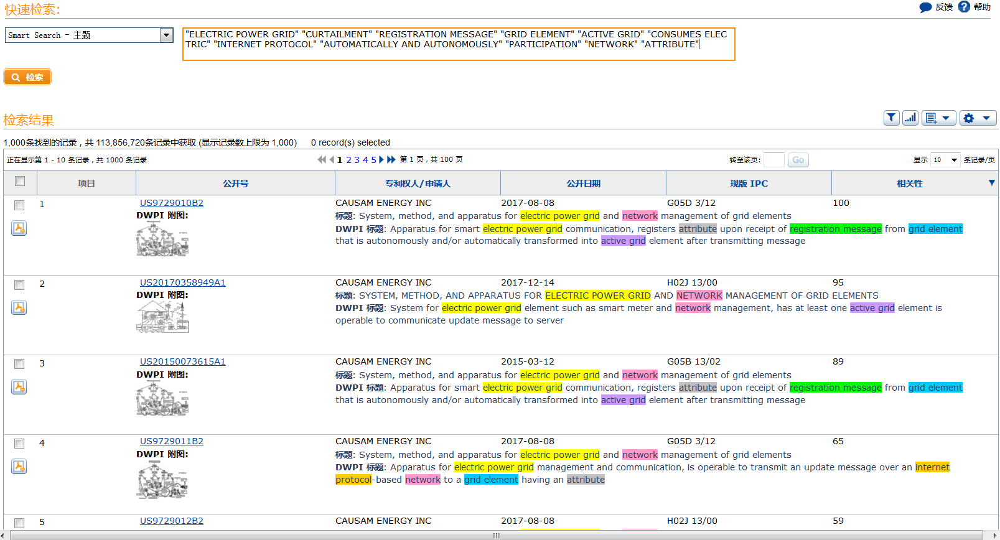 快速检索:
反馈 帮助
Smart Search - 主题
"ELECTRIC POWER GRID" "CURTAILMENT" "REGISTRATION MESSAGE" "GRID ELEMENT" "ACTIVE GRID" "CONSUMES ELEC
TRIC" "INTERNET PROTOCOL" "AUTOMATICALLY AND AUTONOMOUSLY" "PARTICIPATION" "NETWORK" "ATTRIBUTE"
检索
检索结果
1,000条找到的记录，共 113,856,720条记录中获取 (显示记录数上限为 1,000) 0 record(s) selected
正在显示第 1 - 10 条记录，共 1000 条记录 1 2 3 4 5 第 1 页，共 100 页 转至该页: Go 显示 10 条记录/页
项目 公开号 专利权人/申请人 公开日期 现版 IPC 相关性
1 US9729010B2 CAUSAM ENERGY INC 2017-08-08 G05D 3/12 100
DWPI 附图: 标题: System, method, and apparatus for electric power grid and network management of grid elements
DWPI 标题: Apparatus for smart electric power grid communication, registers attribute upon receipt of registration message from grid element
that is autonomously and/or automatically transformed into active grid element after transmitting message
2 US20170358949A1 CAUSAM ENERGY INC 2017-12-14 H02J 13/00 95
DWPI 附图: 标题: SYSTEM, METHOD, AND APPARATUS FOR ELECTRIC POWER GRID AND NETWORK MANAGEMENT OF GRID ELEMENTS
DWPI 标题: System for electric power grid element such as smart meter and network management, has at least one active grid element is
operable to communicate update message to server
3 US20150073615A1 CAUSAM ENERGY INC 2015-03-12 G05B 13/02 89
DWPI 附图: 标题: System, method, and apparatus for electric power grid and network management of grid elements
DWPI 标题: Apparatus for smart electric power grid communication, registers attribute upon receipt of registration message from grid element
that is autonomously and/or automatically transformed into active grid element after transmitting message
4 US9729011B2 CAUSAM ENERGY INC 2017-08-08 G05D 3/12 65
DWPI 附图: 标题: System, method, and apparatus for electric power grid and network management of grid elements
DWPI 标题: Apparatus for electric power grid management and communication, is operable to transmit an update message over an internet
protocol-based network to a grid element having an attribute
5 US9729012B2 CAUSAM ENERGY INC 2017-08-08 H02J 13/00 59